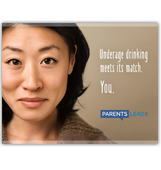 Underage drinking
meets its match.
You.
PARENTS